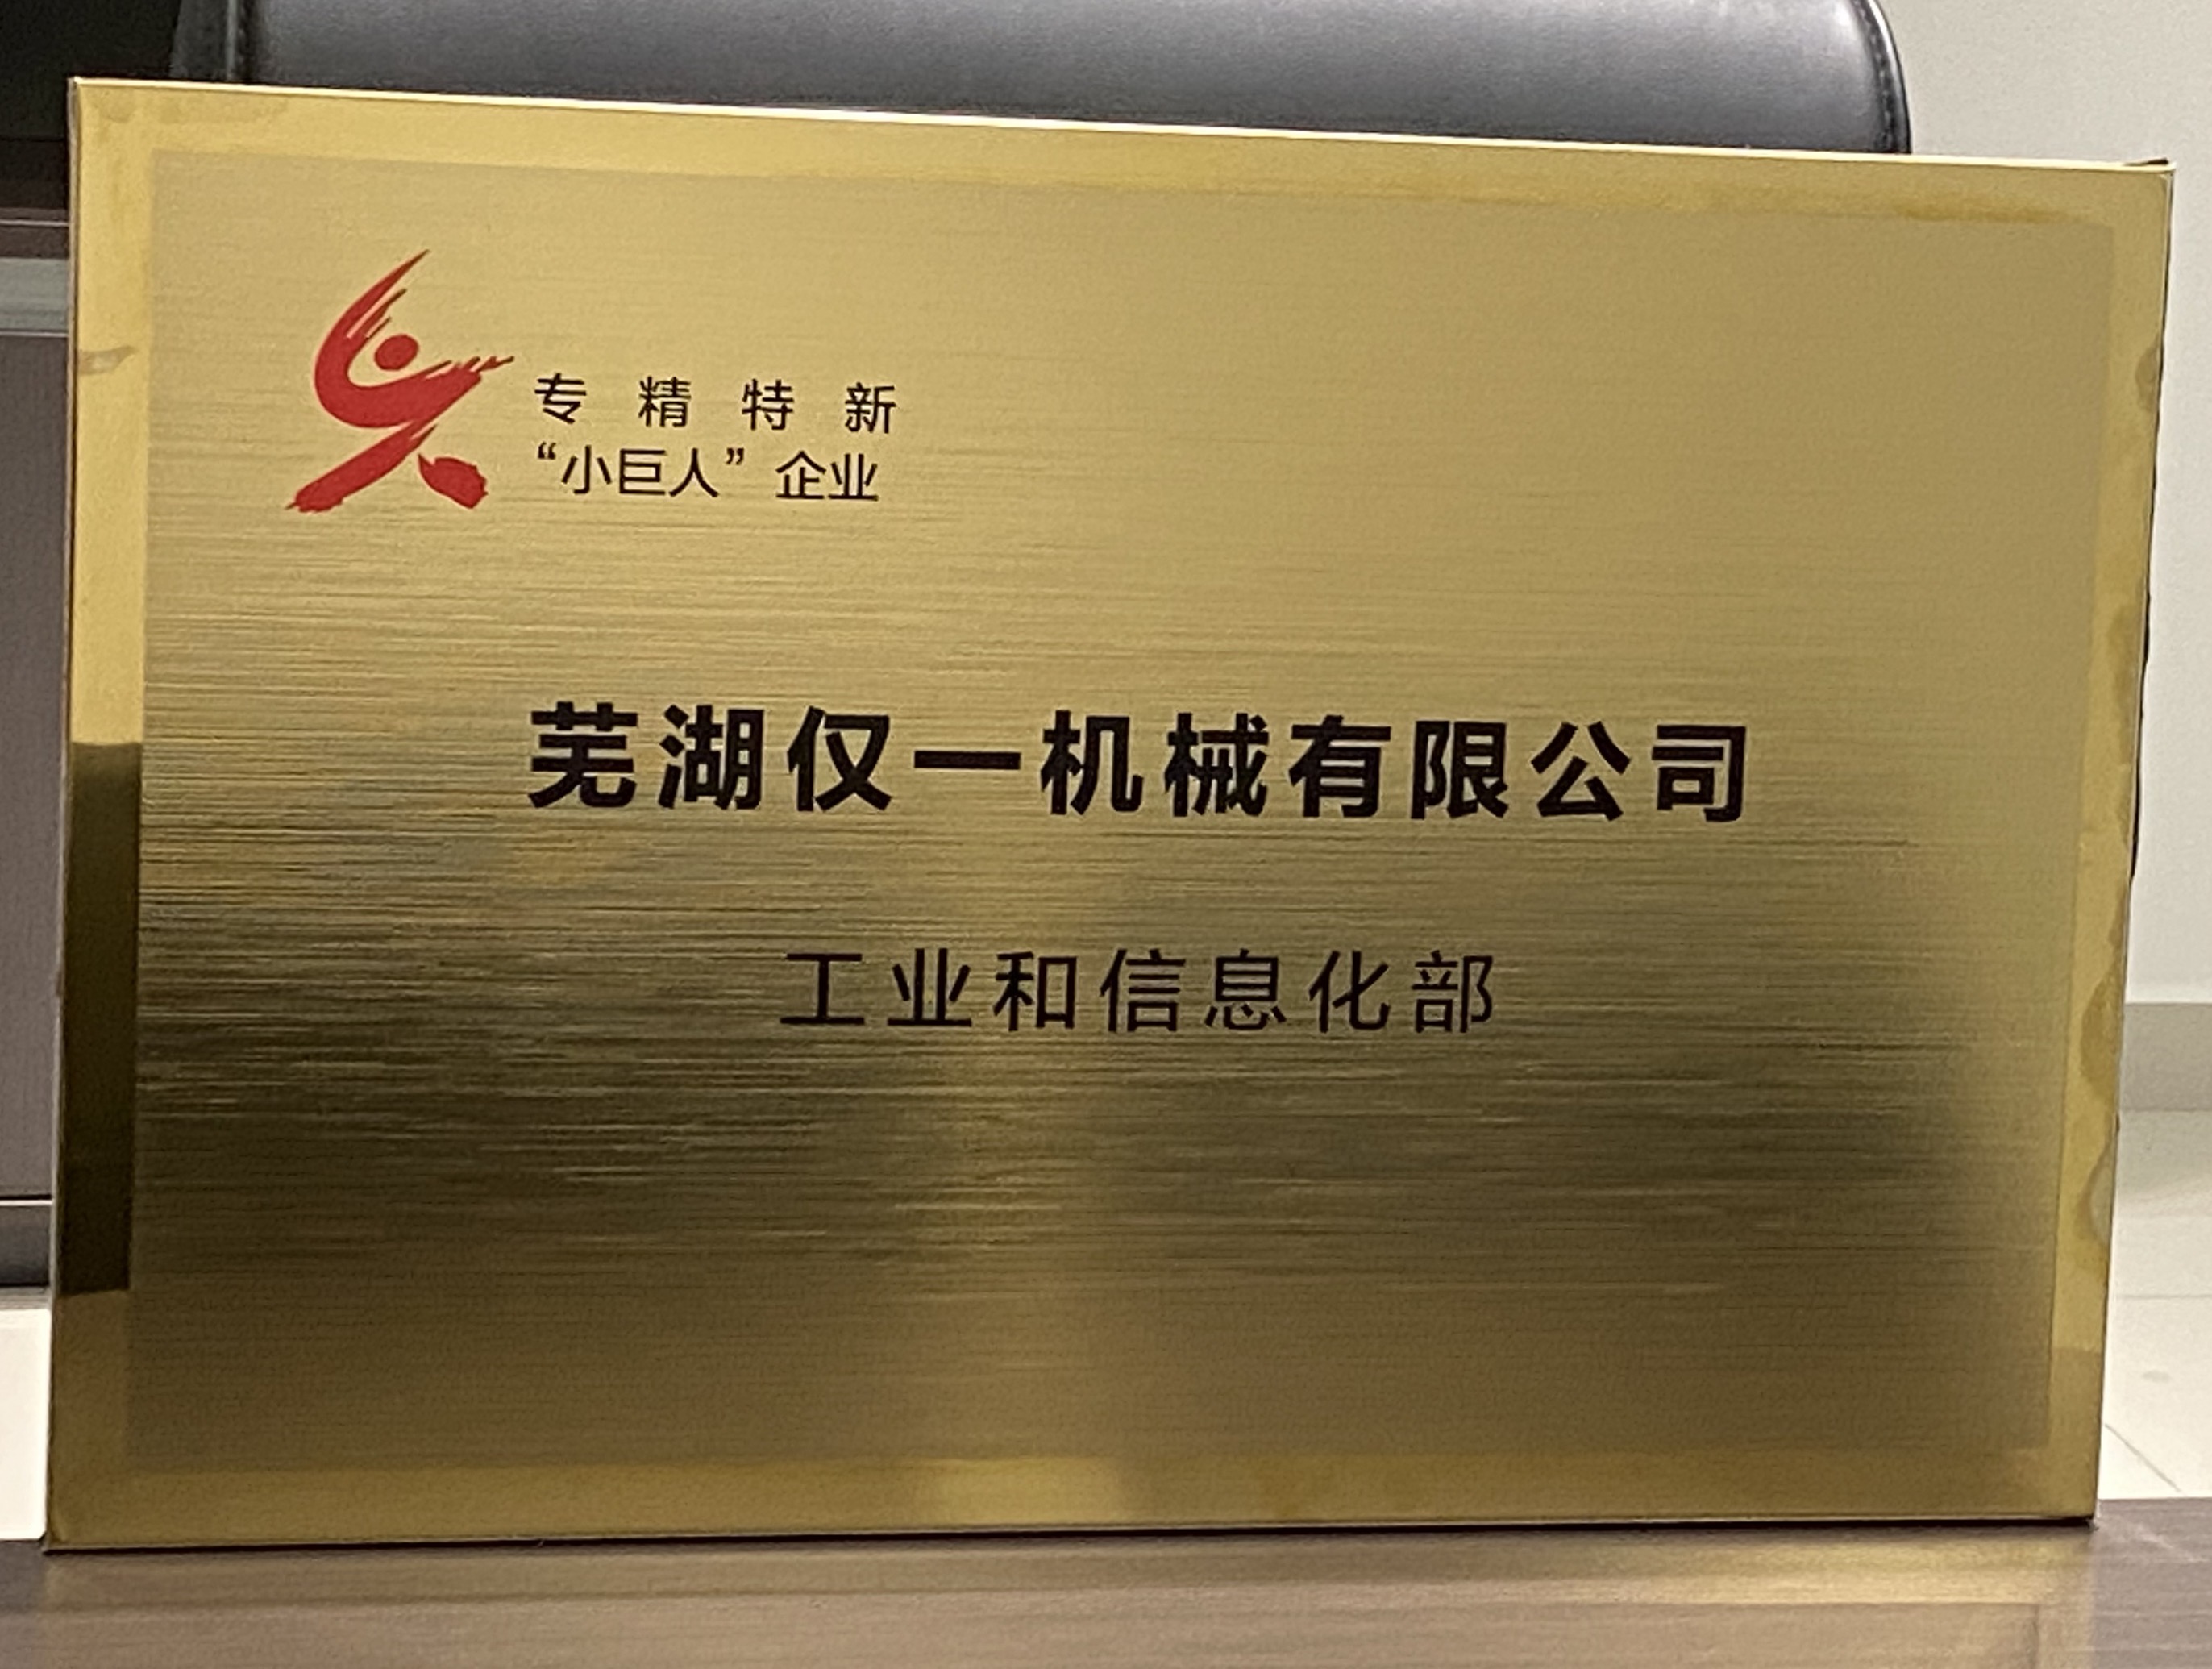 专精特新
“小巨人”企业
芜湖仅一机械有限公司
工业和信息化部